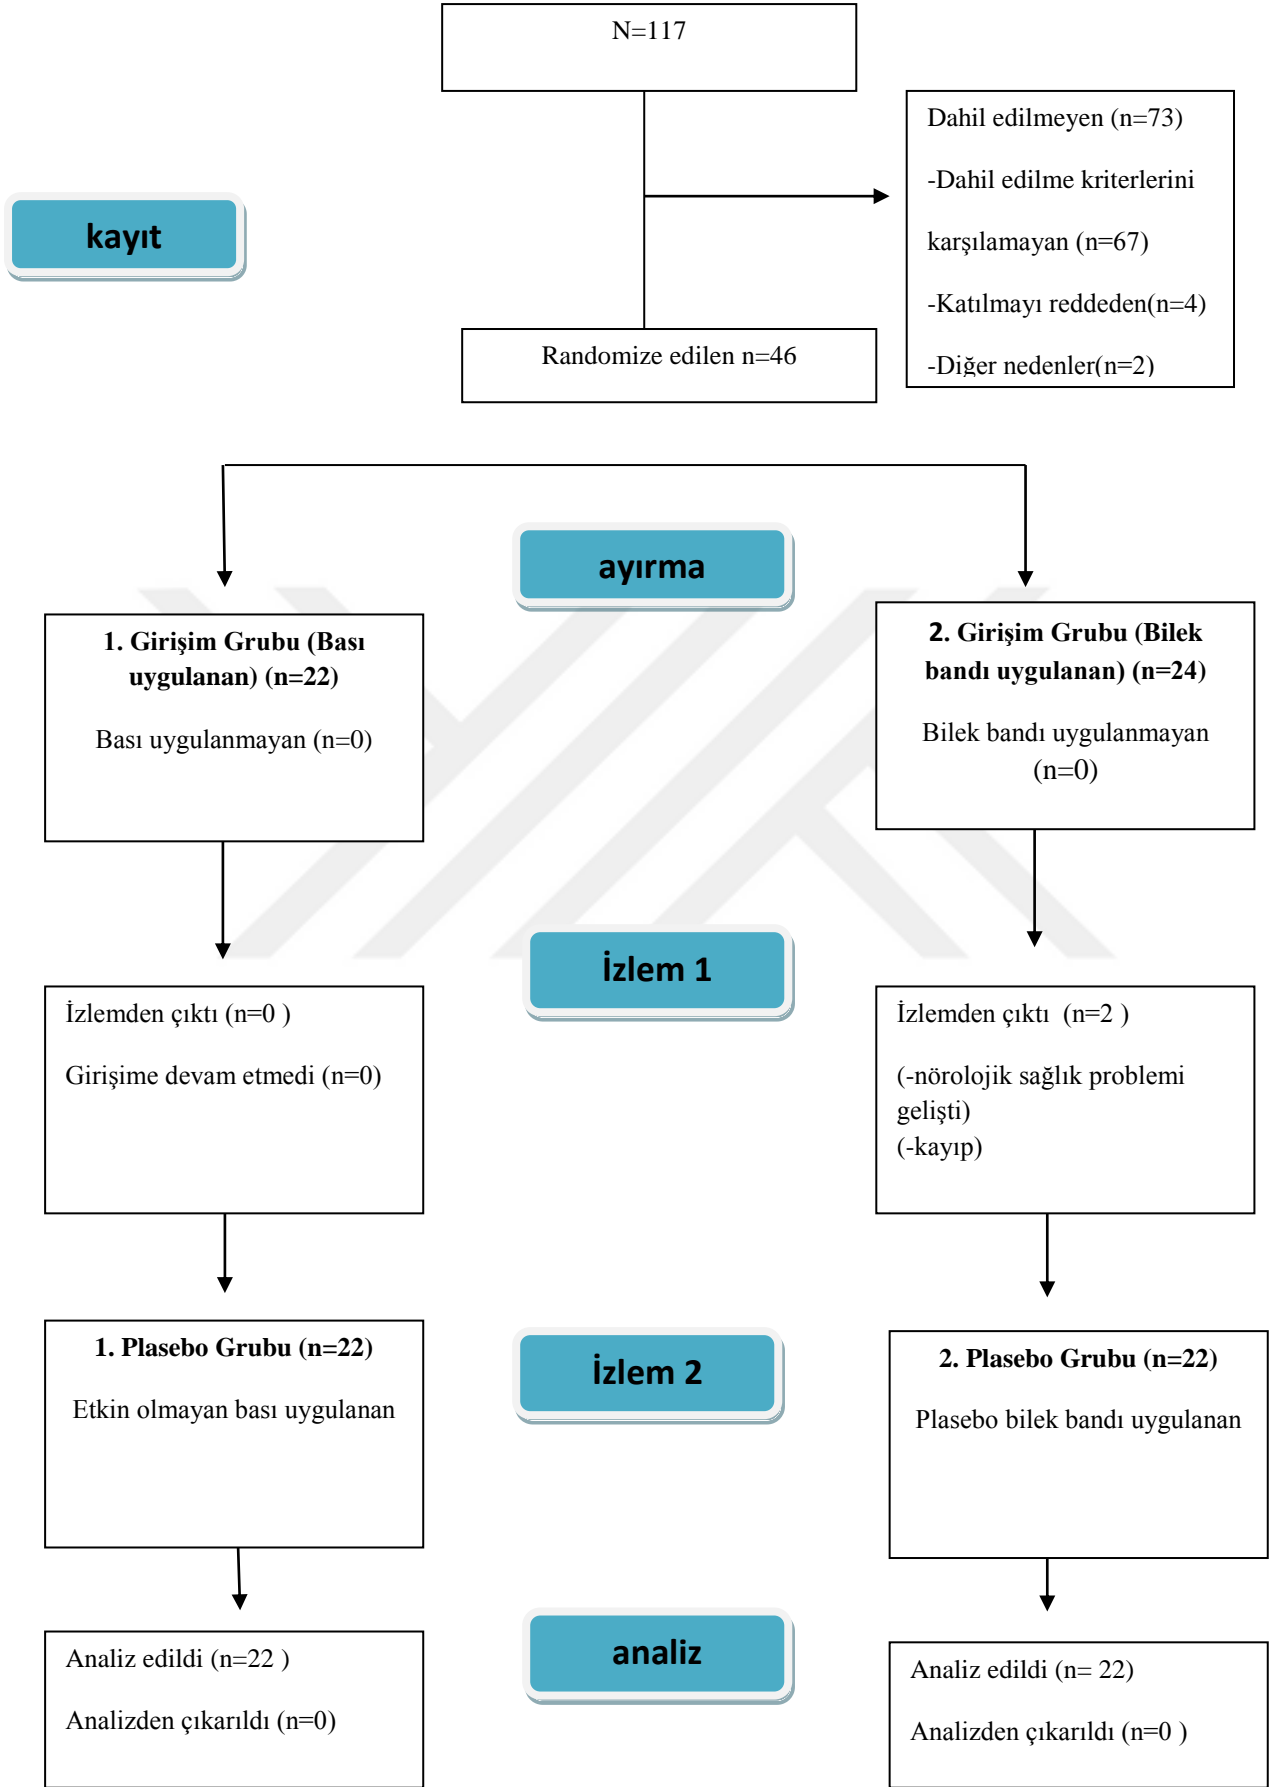 N=117
Dahil edilmeyen (n=73)
-Dahil edilme kriterlerini
karşılamayan (n=67)
-Katılmayı reddeden(n=4)
-Diğer nedenler(n=2)
kayıt
Randomize edilen n=46
ayırma
1. Girişim Grubu (Bası
uygulanan) (n=22)
Bası uygulanmayan (n=0)
2. Girişim Grubu (Bilek
bandı uygulanan) (n=24)
Bilek bandı uygulanmayan
(n=0)
İzlem 1
İzlemden çıktı (n=0 )
Girişime devam etmedi (n=0)
İzlemden çıktı  (n=2 )
(-nörolojik sağlık problemi
gelişti)
(-kayıp)
İzlem 2
1. Plasebo Grubu (n=22)
Etkin olmayan bası uygulanan
2. Plasebo Grubu (n=22)
Plasebo bilek bandı uygulanan
analiz
Analiz edildi (n=22 )
Analizden çıkarıldı (n=0)
Analiz edildi (n= 22)
Analizden çıkarıldı (n=0 )